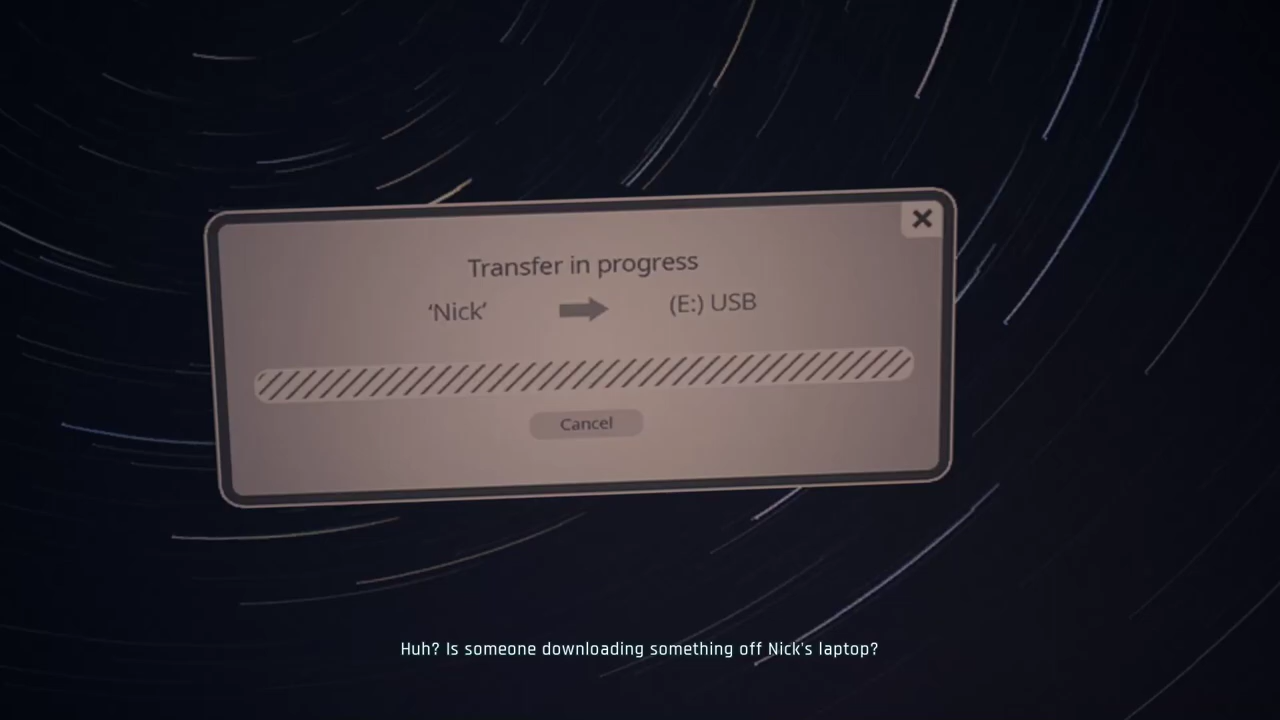 Transfer in progress
‘Nick’ (E:) USB
Cancel
Huh? Is someone downloading something off Nick's laptop?